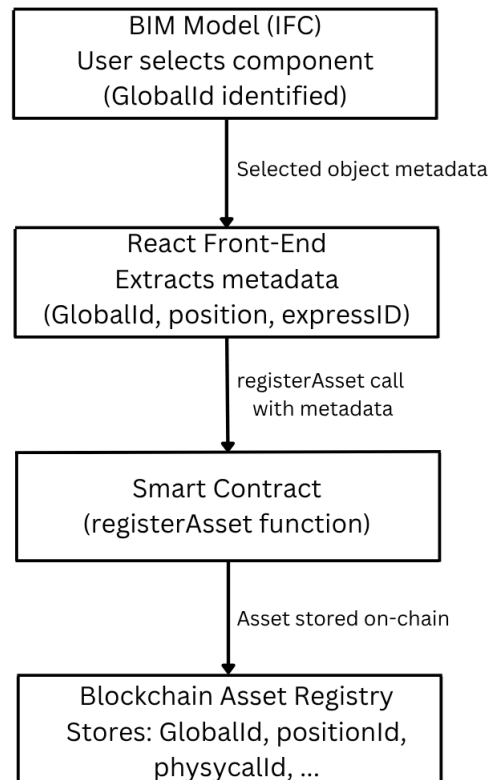 BIM Model (IFC)
User selects component
(GlobalId identified)
Selected object metadata
React Front-End
Extracts metadata
(GlobalId, position, expressID)
registerAsset call
with metadata
Smart Contract
(registerAsset function)
Asset stored on-chain
Blockchain Asset Registry
Stores: GlobalId, positionId,
physycalId, ...